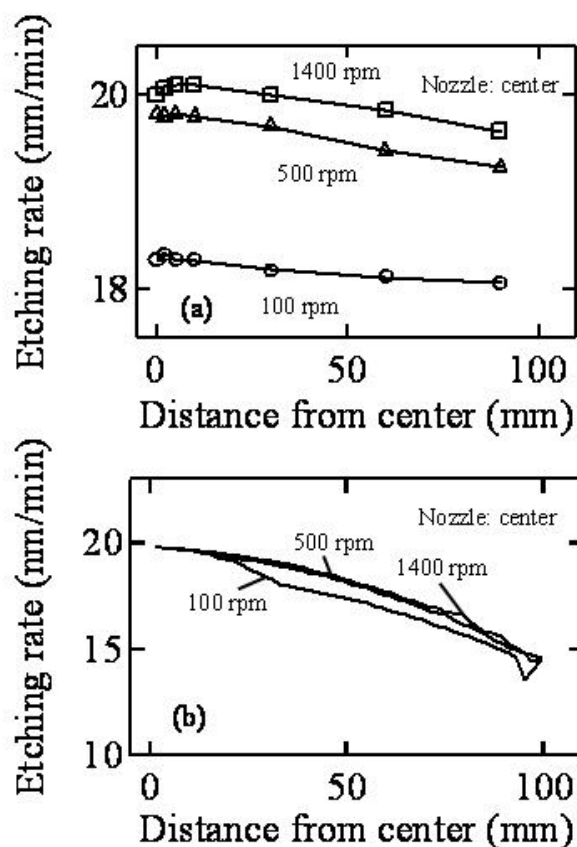 1400 rpm
Nozzle: center
20
Etching rate (nm/min)
500 rpm
18
(a)
100 rpm
0
50
100
Distance from center (mm)
Nozzle: center
20
500 rpm
Etching rate (nm/min)
100 rpm
1400 rpm
15
(b)
10
0
50
100
Distance from center (mm)